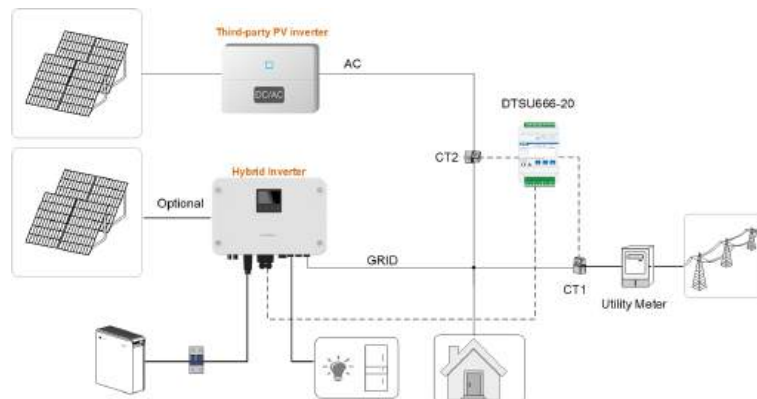 Third-party PV inverter
AC
DC/AC
DTSU666-20
CT2
Hybrid inverter
Optional
GRID
CT1
Utility Meter